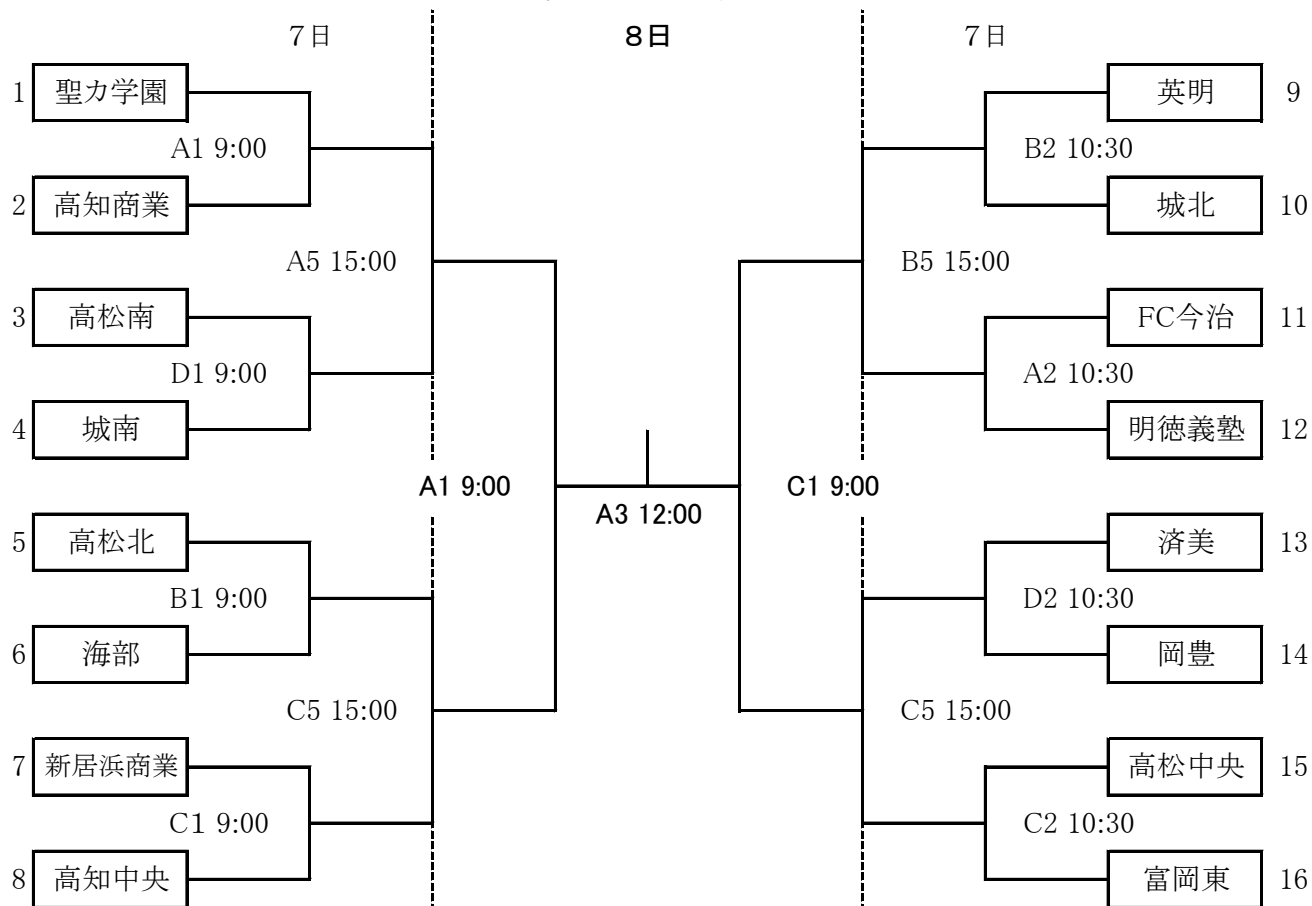 7日 8日 7日
1 聖カ学園 英明 9
A1 9:00 B2 10:30
2 高知商業 城北 10
A5 15:00 B5 15:00
3 高松南 FC今治 11
D1 9:00 A2 10:30
4 城南 明徳義塾 12
A1 9:00 A3 12:00 C1 9:00
5 高松北 済美 13
B1 9:00 D2 10:30
6 海部 岡豊 14
C5 15:00 C5 15:00
7 新居浜商業 高松中央 15
C1 9:00 C2 10:30
8 高知中央 富岡東 16